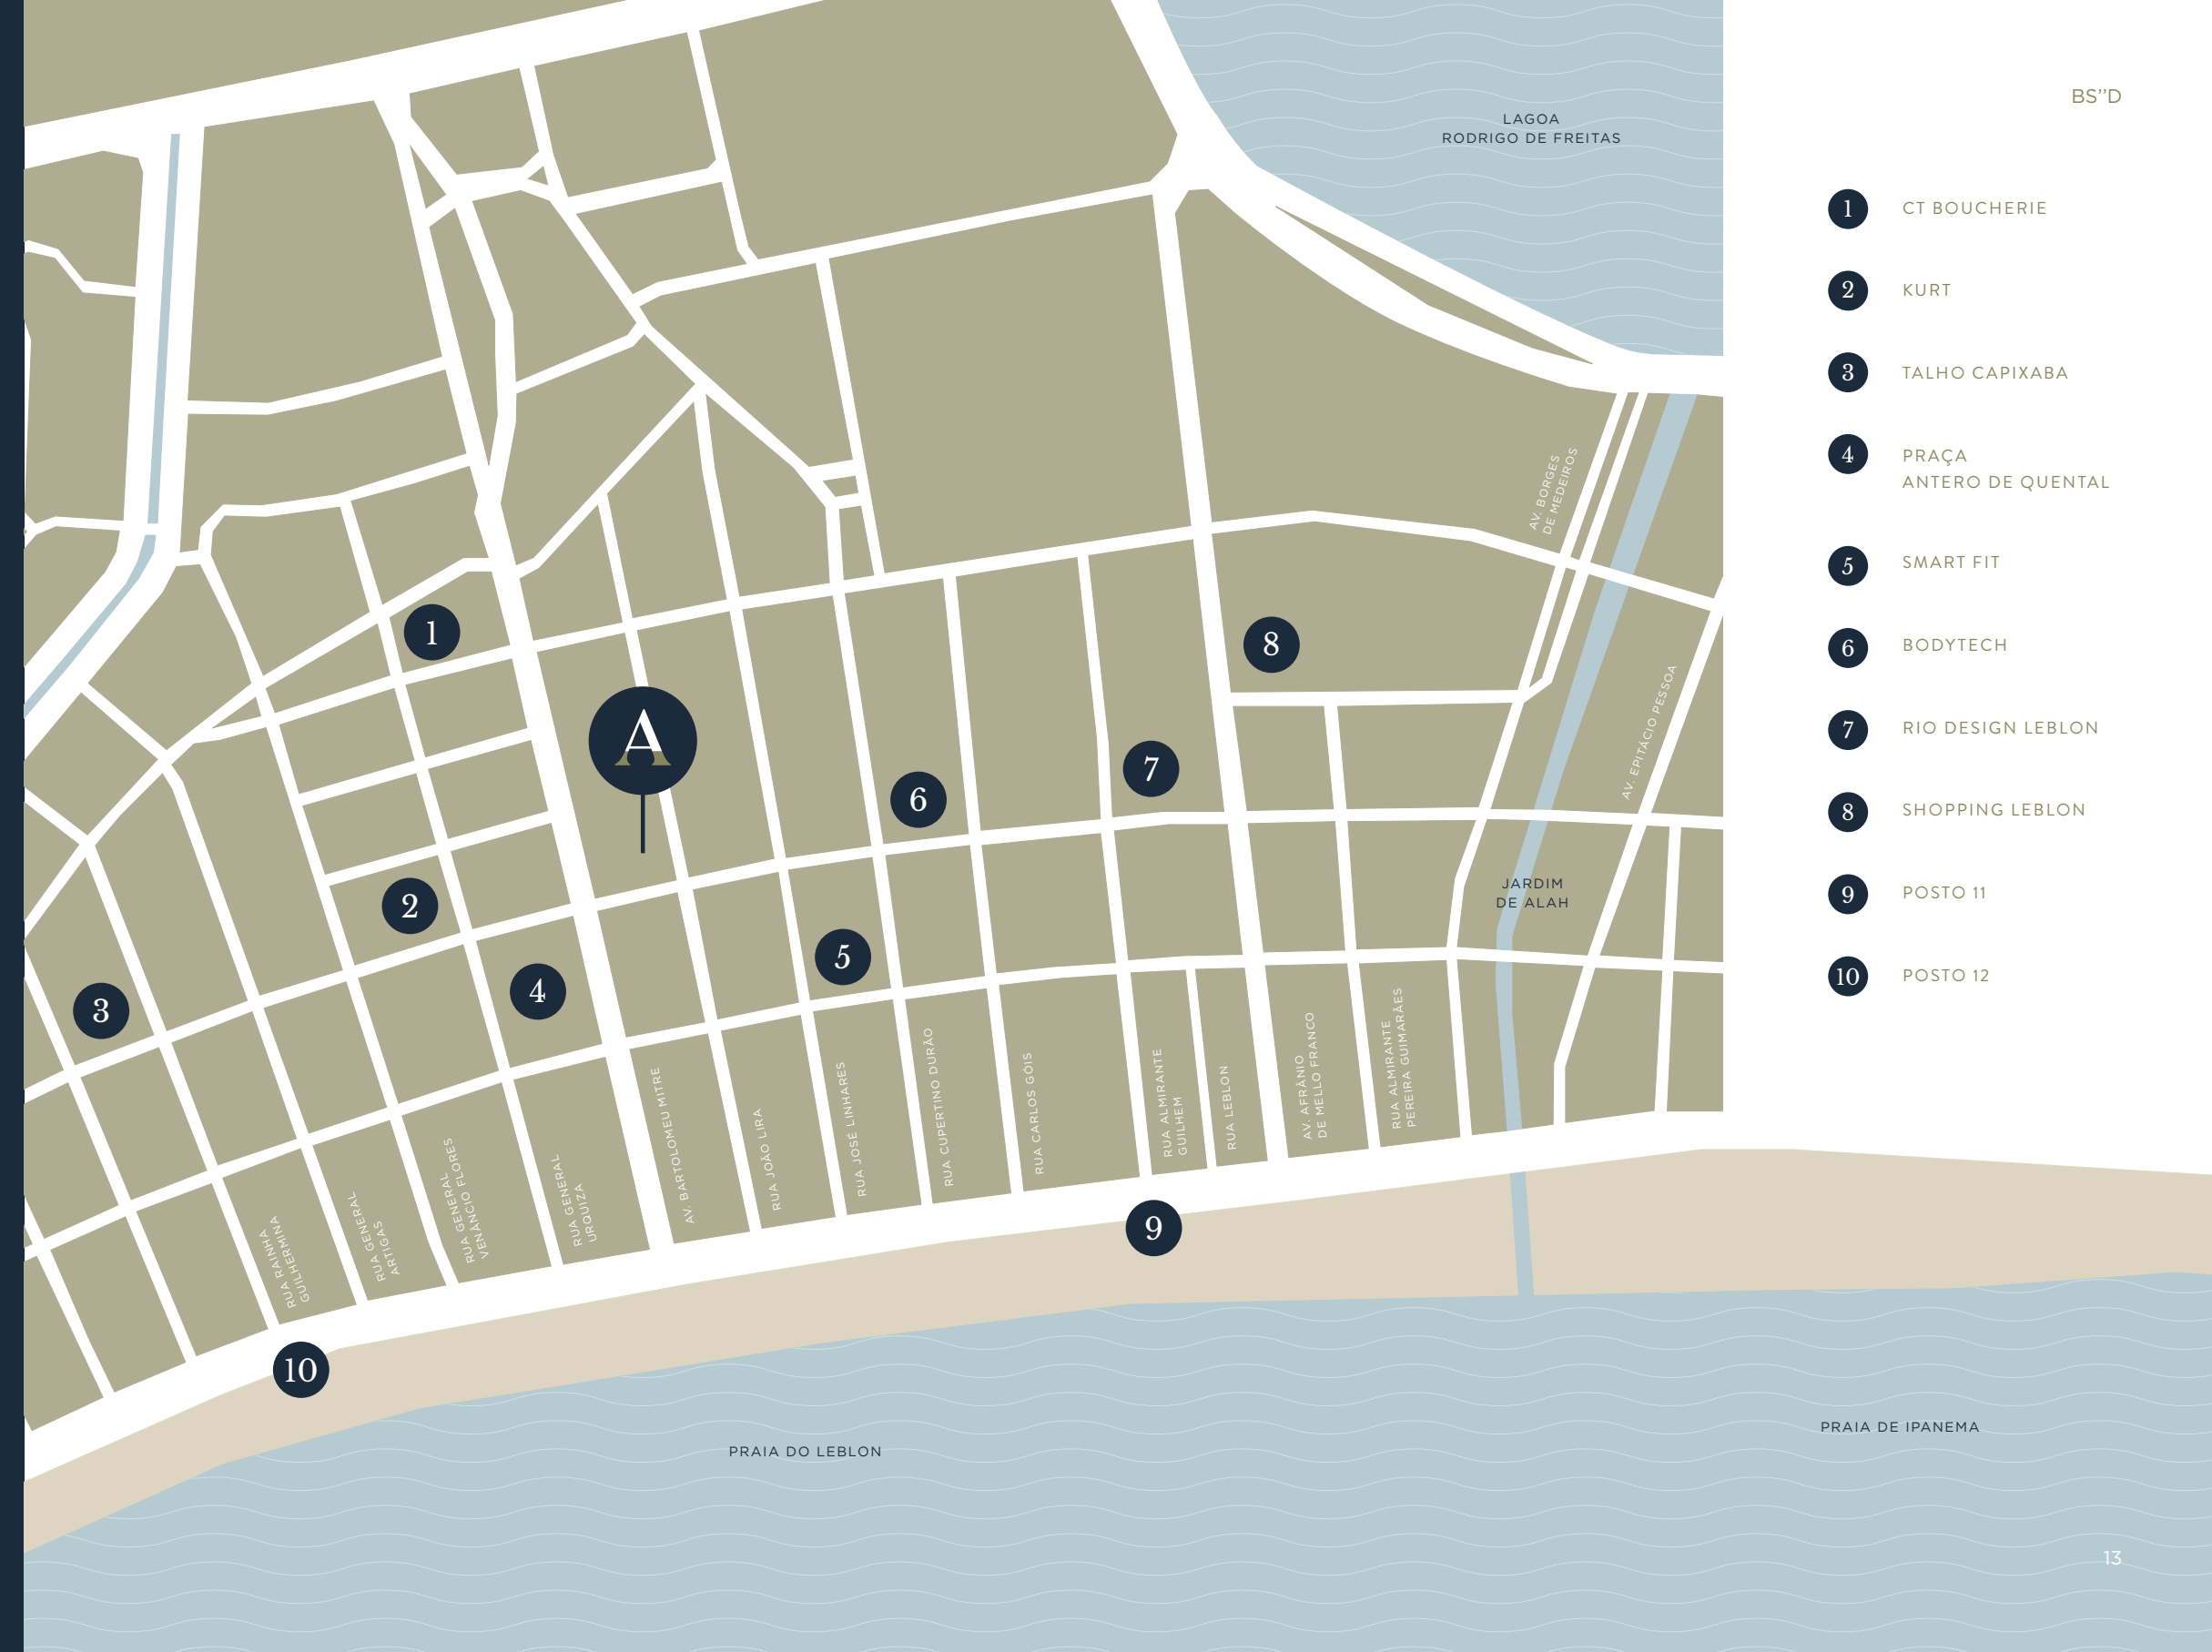 LAGOA
RODRIGO DE FREITAS
BS’’D
1 CT BOUCHERIE
2 KURT
3 TALHO CAPIXABA
4 PRAÇA
ANTERO DE QUENTAL
5 SMART FIT
6 BODYTECH
7 RIO DESIGN LEBLON
8 SHOPPING LEBLON
9 POSTO 11
10 POSTO 12
AV. BORGES
DE MEDEIROS
AV. EPITÁCIO PESSOA
1
8
A
7
6
JARDIM
DE ALAH
2
5
4
3
RUA RAINHA
GUILHERMINA
RUA GENERAL
ARTIGAS
RUA GENERAL
VENÂNCIO FLORES
RUA GENERAL
URQUIZA
AV. BARTOLOMEU MITRE
RUA JOÃO LIRA
RUA JOSÉ LINHARES
RUA CUPERTINO DURÃO
RUA CARLOS GÓIS
RUA ALMIRANTE
GUILHEM
RUA LEBLON
AV. AFRÂNIO
DE MELLO FRANCO
RUA ALMIRANTE
PEREIRA GUIMARÃES
9
10
PRAIA DO LEBLON
PRAIA DE IPANEMA
13